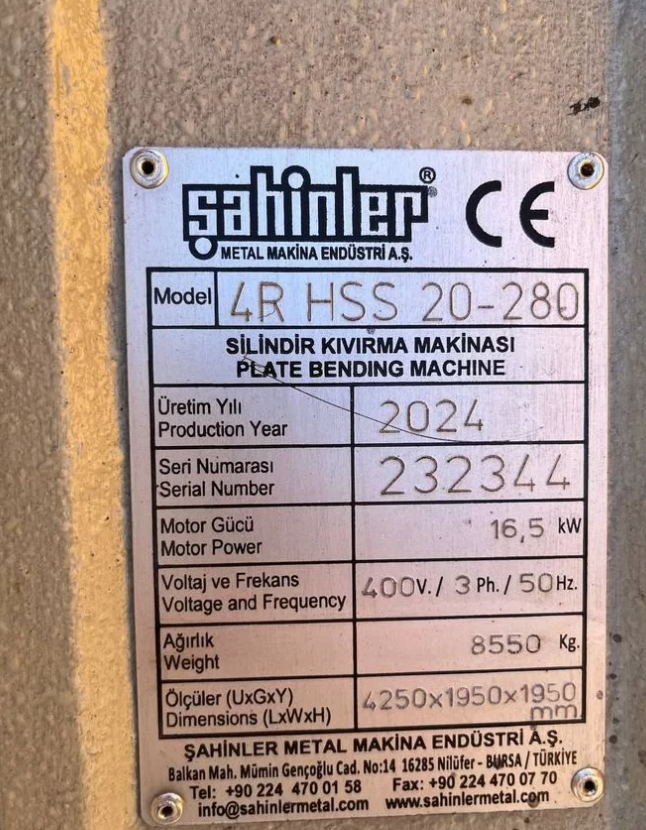 şahinler® CE
METAL MAKİNA ENDÜSTRİ A.Ş.
Model 4R HSS 20-280
SİLİNDİR KIVIRMA MAKİNASI
PLATE BENDING MACHINE
Üretim Yılı
Production Year 2024
Seri Numarası
Serial Number 232344
Motor Gücü
Motor Power 16,5 kW
Voltaj ve Frekans
Voltage and Frequency 400V. / 3 Ph. / 50 Hz.
Ağırlık
Weight 8550 Kg.
Ölçüler (UxGxY)
Dimensions (LxWxH) 4250x1950x1950 mm
ŞAHİNLER METAL MAKİNA ENDÜSTRİ A.Ş.
Balkan Mah. Mümin Gençoğlu Cad. No:14 16285 Nilüfer - BURSA / TÜRKİYE
Tel: +90 224 470 01 58 Fax: +90 224 470 07 70
info@sahinlermetal.com www.sahinlermetal.com